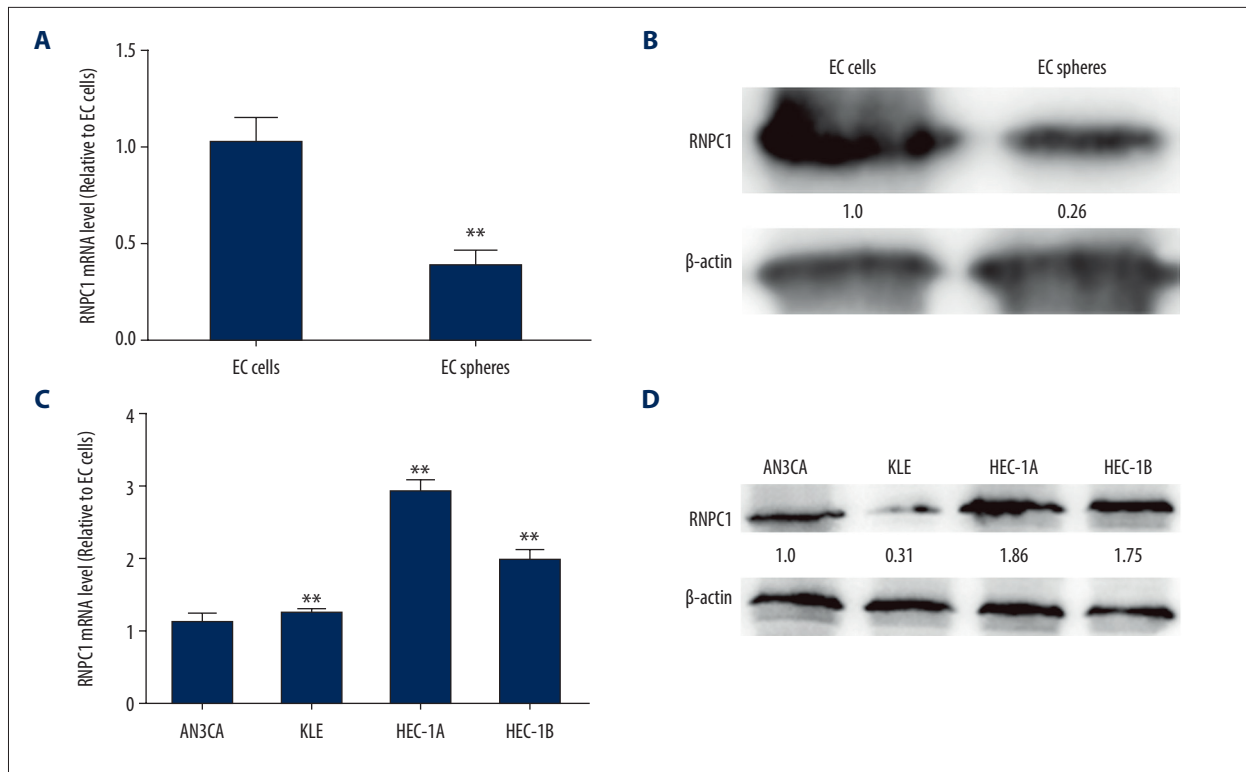 A
RNPC1 mRNA level (Relative to EC cells)
1.5
1.0
0.5
0.0
**
EC cells EC spheres
B
EC cells EC spheres
RNPC1
1.0 0.26
β-actin
C
RNPC1 mRNA level (Relative to EC cells)
4
3
2
1
0
**
**
**
AN3CA KLE HEC-1A HEC-1B
D
AN3CA KLE HEC-1A HEC-1B
RNPC1
1.0 0.31 1.86 1.75
β-actin